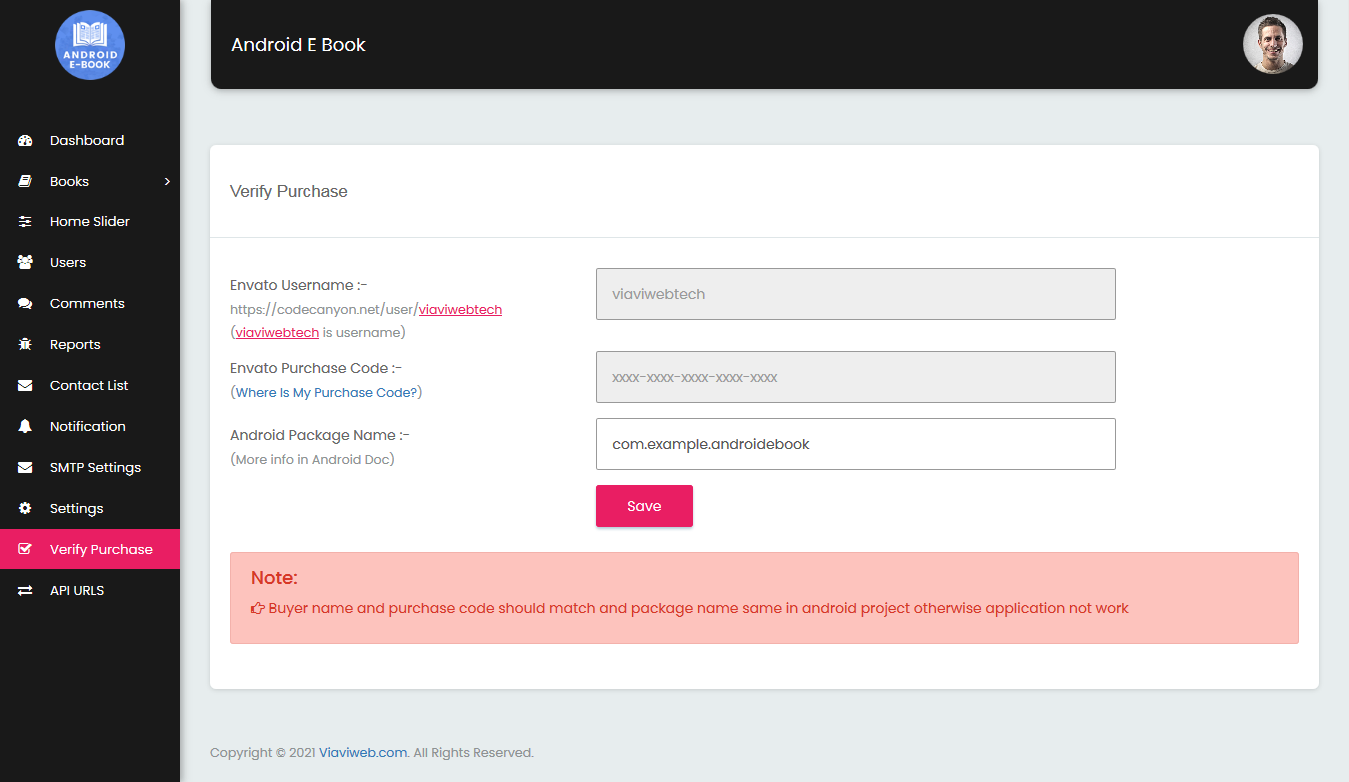 ANDROID
E-BOOK
Android E Book
Dashboard
Books
Home Slider
Users
Comments
Reports
Contact List
Notification
SMTP Settings
Settings
Verify Purchase
API URLS
Verify Purchase
Envato Username :-
https://codecanyon.net/user/viaviwebtech
(viaviwebtech is username)
viaviwebtech
Envato Purchase Code :-
(Where Is My Purchase Code?)
xxxx-xxxx-xxxx-xxxx-xxxx
Android Package Name :-
(More info in Android Doc)
com.example.androidebook
Save
Note:
Buyer name and purchase code should match and package name same in android project otherwise application not work
Copyright © 2021 Viaviweb.com. All Rights Reserved.